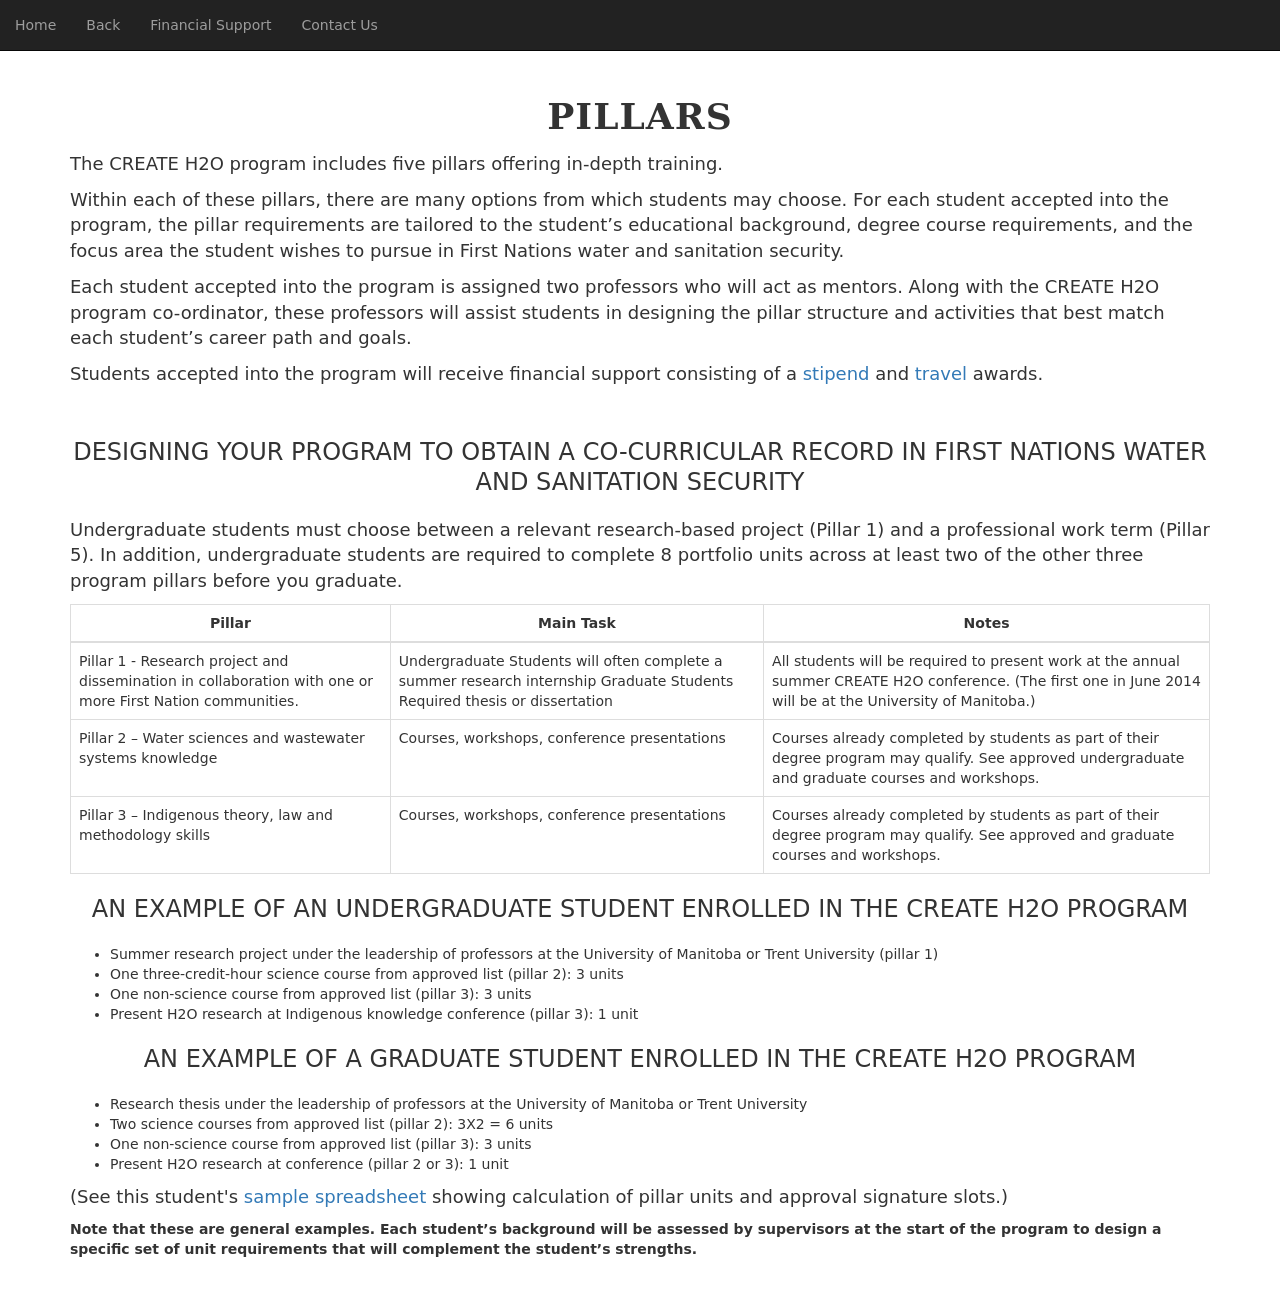 Home Back Financial Support Contact Us
PILLARS
The CREATE H2O program includes five pillars offering in-depth training.
Within each of these pillars, there are many options from which students may choose. For each student accepted into the
program, the pillar requirements are tailored to the student’s educational background, degree course requirements, and the
focus area the student wishes to pursue in First Nations water and sanitation security.
Each student accepted into the program is assigned two professors who will act as mentors. Along with the CREATE H2O
program co-ordinator, these professors will assist students in designing the pillar structure and activities that best match
each student’s career path and goals.
Students accepted into the program will receive financial support consisting of a stipend and travel awards.
DESIGNING YOUR PROGRAM TO OBTAIN A CO-CURRICULAR RECORD IN FIRST NATIONS WATER
AND SANITATION SECURITY
Undergraduate students must choose between a relevant research-based project (Pillar 1) and a professional work term (Pillar
5). In addition, undergraduate students are required to complete 8 portfolio units across at least two of the other three
program pillars before you graduate.
Pillar Main Task Notes
Pillar 1 - Research project and
dissemination in collaboration with one or
more First Nation communities.
Undergraduate Students will often complete a
summer research internship Graduate Students
Required thesis or dissertation
All students will be required to present work at the annual
summer CREATE H2O conference. (The first one in June 2014
will be at the University of Manitoba.)
Pillar 2 – Water sciences and wastewater
systems knowledge
Courses, workshops, conference presentations
Courses already completed by students as part of their
degree program may qualify. See approved undergraduate
and graduate courses and workshops.
Pillar 3 – Indigenous theory, law and
methodology skills
Courses, workshops, conference presentations
Courses already completed by students as part of their
degree program may qualify. See approved and graduate
courses and workshops.
AN EXAMPLE OF AN UNDERGRADUATE STUDENT ENROLLED IN THE CREATE H2O PROGRAM
• Summer research project under the leadership of professors at the University of Manitoba or Trent University (pillar 1)
• One three-credit-hour science course from approved list (pillar 2): 3 units
• One non-science course from approved list (pillar 3): 3 units
• Present H2O research at Indigenous knowledge conference (pillar 3): 1 unit
AN EXAMPLE OF A GRADUATE STUDENT ENROLLED IN THE CREATE H2O PROGRAM
• Research thesis under the leadership of professors at the University of Manitoba or Trent University
• Two science courses from approved list (pillar 2): 3X2 = 6 units
• One non-science course from approved list (pillar 3): 3 units
• Present H2O research at conference (pillar 2 or 3): 1 unit
(See this student's sample spreadsheet showing calculation of pillar units and approval signature slots.)
Note that these are general examples. Each student’s background will be assessed by supervisors at the start of the program to design a
specific set of unit requirements that will complement the student’s strengths.